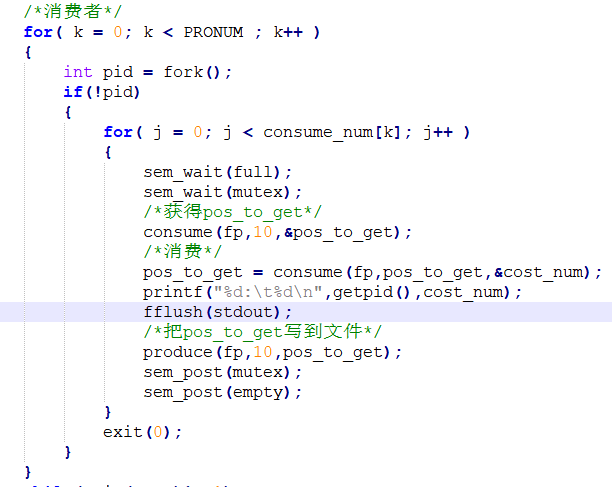 /*消费者*/
for( k = 0; k < PRONUM ; k++ )
{
int pid = fork();
if(!pid)
{
for( j = 0; j < consume_num[k]; j++ )
{
sem_wait(full);
sem_wait(mutex);
/*获得pos_to_get*/
consume(fp,10,&pos_to_get);
/*消费*/
pos_to_get = consume(fp,pos_to_get,&cost_num);
printf("%d:\t%d\n",getpid(),cost_num);
fflush(stdout);
/*把pos_to_get写到文件*/
produce(fp,10,pos_to_get);
sem_post(mutex);
sem_post(empty);
}
exit(0);
}
}